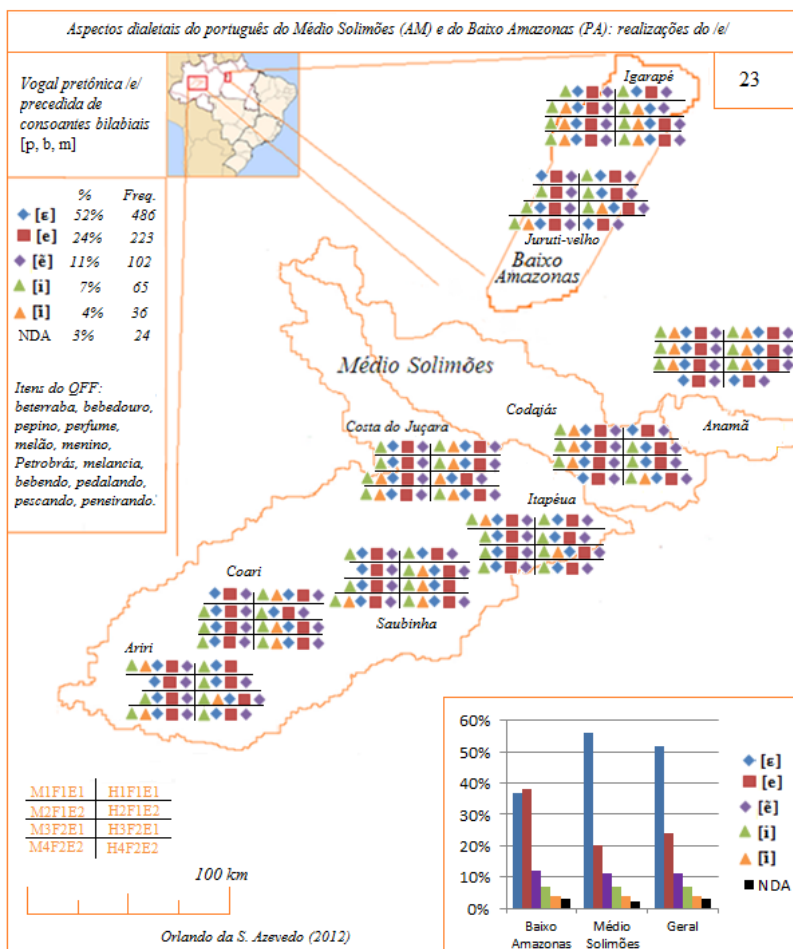 Aspectos dialetais do português do Médio Solimões (AM) e do Baixo Amazonas (PA): realizações do /e/
23
Vogal pretônica /e/
precedida de
consoantes bilabiais
[p, b, m]
% Freq.
[ɛ] 52% 486
[e] 24% 223
[ẽ] 11% 102
[i] 7% 65
[ĩ] 4% 36
NDA 3% 24
Itens do QFF:
beterraba, bebedouro,
pepino, perfume,
melão, menino,
Petrobrás, melancia,
bebendo, pedalando,
pescando, peneirando.
Igarapé
Juruti-velho
Baixo
Amazonas
Médio Solimões
Costa do Juçara
Codajás
Anamã
Itapéua
Coari
Saubinha
Ariri
M1F1E1 H1F1E1
M2F1E2 H2F1E2
M3F2E1 H3F2E1
M4F2E2 H4F2E2
100 km
Orlando da S. Azevedo (2012)
60%
50%
40%
30%
20%
10%
0%
Baixo
Amazonas
Médio
Solimões
Geral
[ɛ]
[e]
[ẽ]
[i]
[ĩ]
NDA